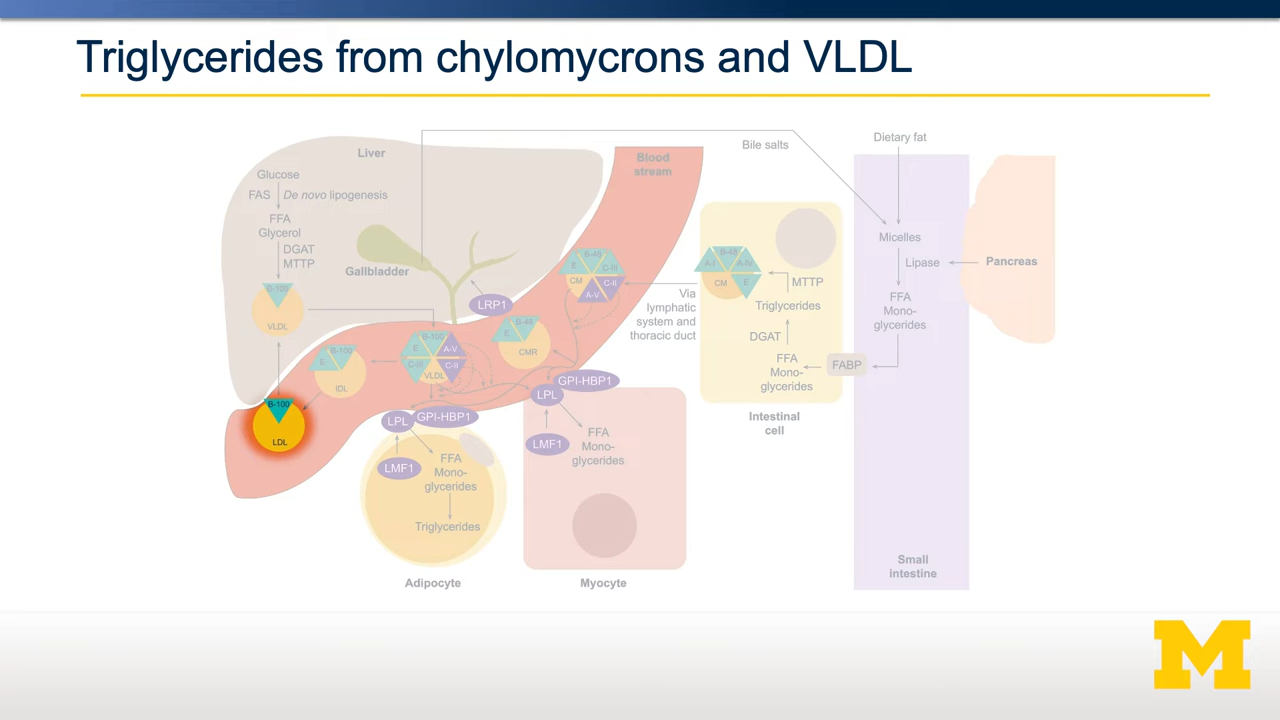 Triglycerides from chylomycrons and VLDL
Liver
Glucose
FAS
De novo lipogenesis
FFA
Glycerol
DGAT
MTTP
B-100
VLDL
Gallbladder
Blood
stream
Bile salts
Dietary fat
Micelles
Lipase
Pancreas
FFA
Mono-
glycerides
FABP
Small
intestine
B-48
A-I
A-IV
E
CM
MTTP
Triglycerides
DGAT
FFA
Mono-
glycerides
Intestinal
cell
Via
lymphatic
system and
thoracic duct
B-48
E
C-III
CM
C-II
A-V
LRP1
B-48
E
CMR
B-100
E
A-V
C-III
C-II
VLDL
B-100
E
IDL
B-100
LDL
GPI-HBP1
LPL
LMF1
FFA
Mono-
glycerides
Myocyte
LPL
GPI-HBP1
LMF1
FFA
Mono-
glycerides
Triglycerides
Adipocyte
M